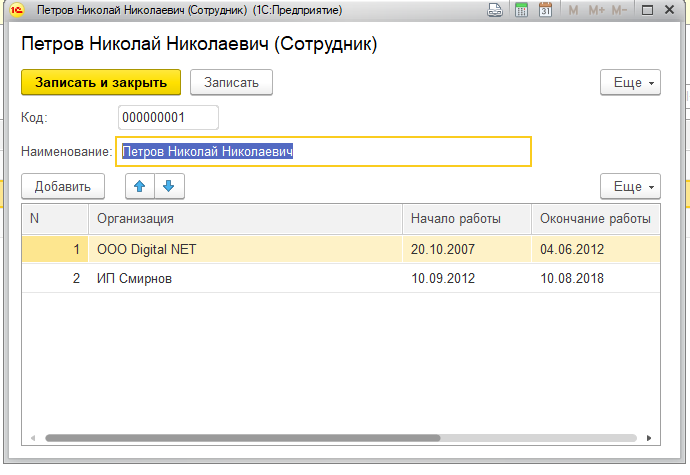 Петров Николай Николаевич (Сотрудник) (1С:Предприятие) M M+ M-
Петров Николай Николаевич (Сотрудник)
Записать и закрыть Записать Еще
Код: 000000001
Наименование: Петров Николай Николаевич
Добавить Еще
N Организация Начало работы Окончание работы
1 ООО Digital NET 20.10.2007 04.06.2012
2 ИП Смирнов 10.09.2012 10.08.2018